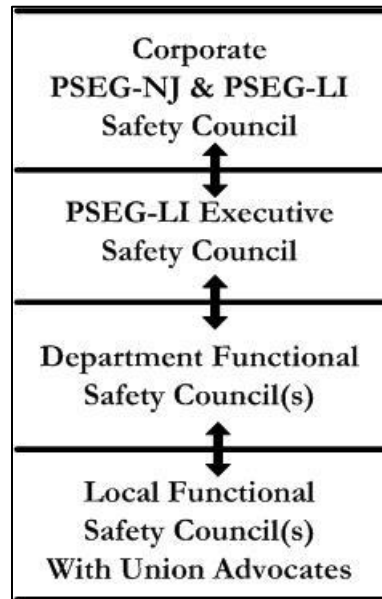 Corporate
PSEG-NJ & PSEG-LI
Safety Council
PSEG-LI Executive
Safety Council
Department Functional
Safety Council(s)
Local Functional
Safety Council(s)
With Union Advocates